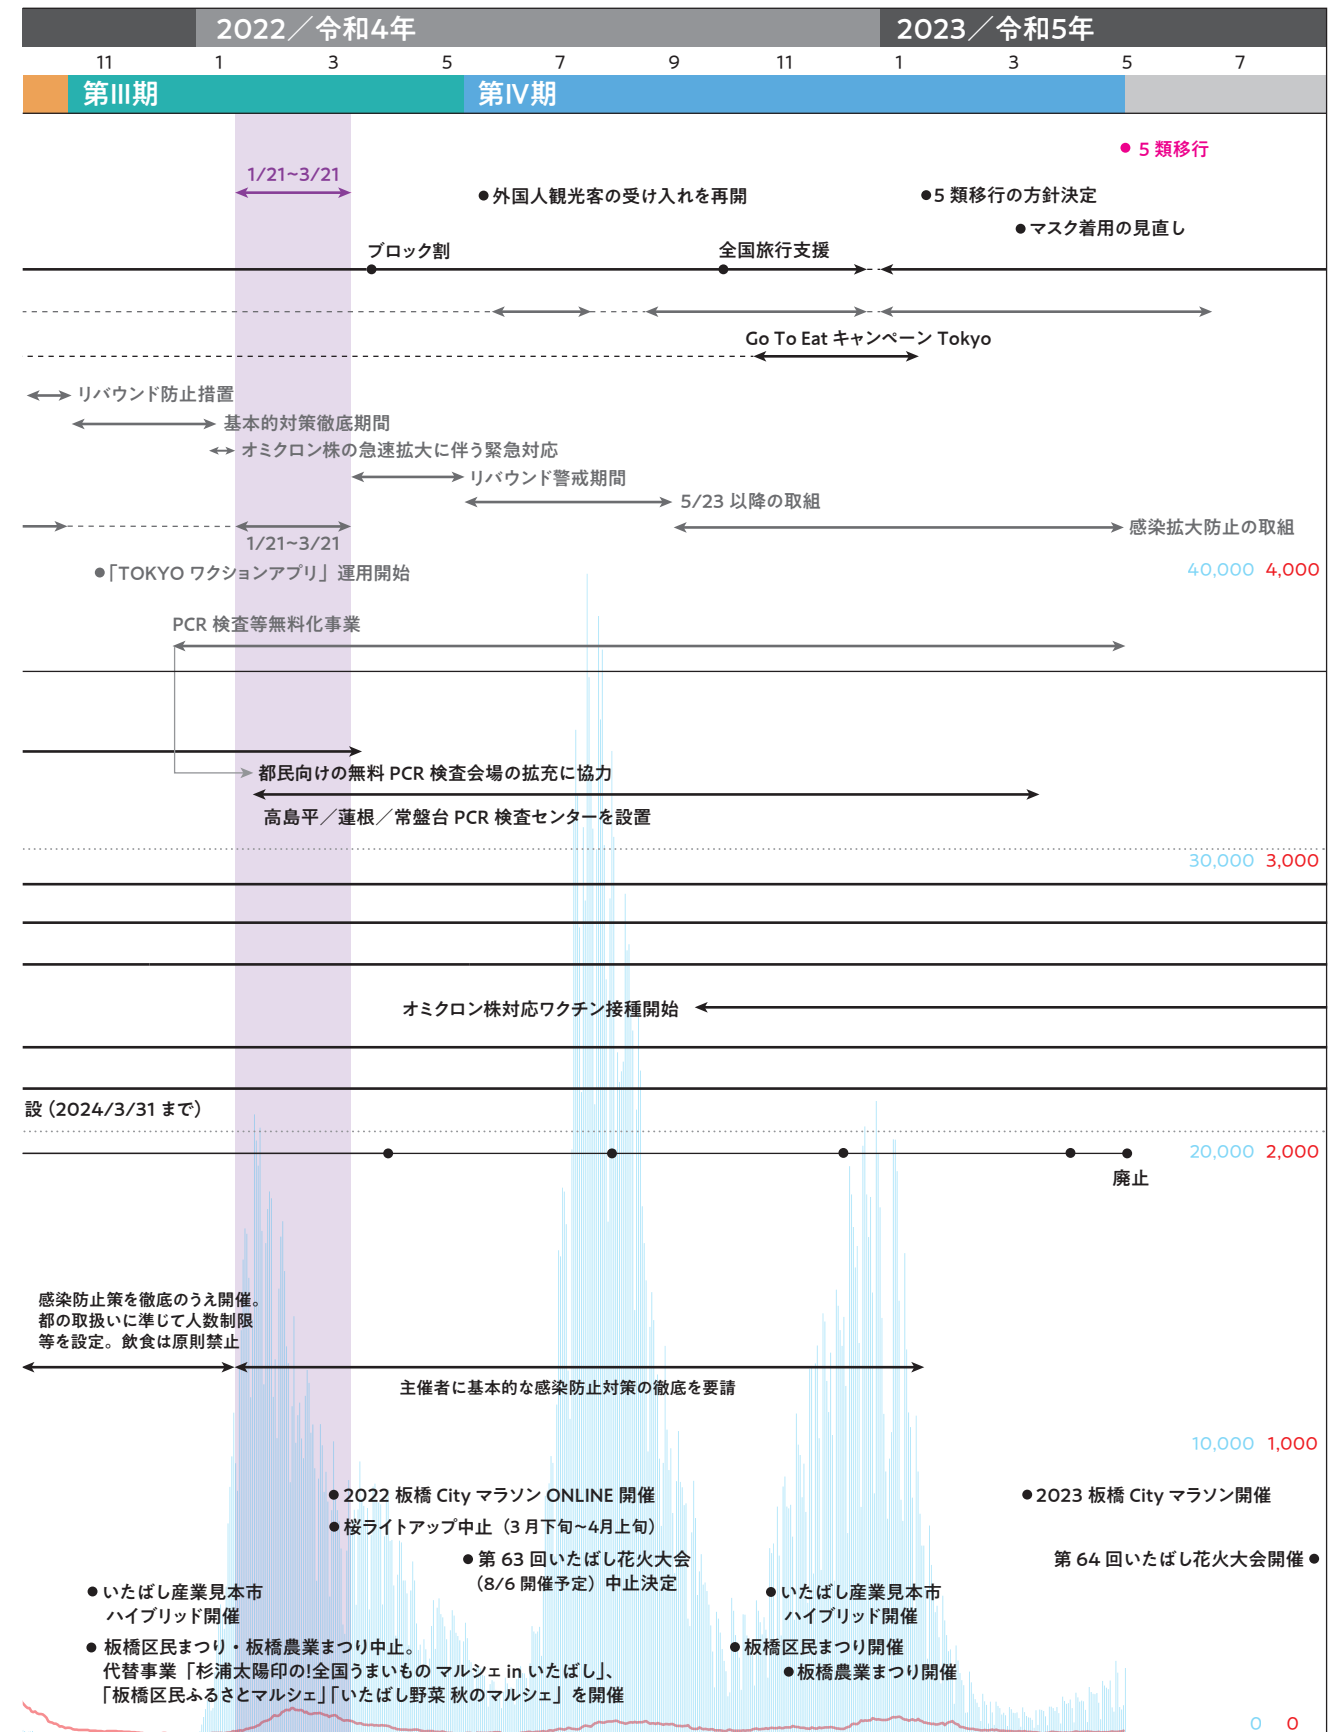 2022／令和4年
2023／令和5年
11 1 3 5 7 9 11 1 3 5 7
第III期
第IV期
● 5 類移行
1/21~3/21
●外国人観光客の受け入れを再開
●5 類移行の方針決定
●マスク着用の見直し
ブロック割
全国旅行支援
Go To Eat キャンペーン Tokyo
リバウンド防止措置
基本的対策徹底期間
オミクロン株の急速拡大に伴う緊急対応
リバウンド警戒期間
5/23 以降の取組
感染拡大防止の取組
1/21~3/21
●「TOKYO ワクションアプリ」運用開始
40,000 4,000
PCR 検査等無料化事業
都民向けの無料 PCR 検査会場の拡充に協力
高島平／蓮根／常盤台 PCR 検査センターを設置
30,000 3,000
オミクロン株対応ワクチン接種開始
設（2024/3/31 まで）
20,000 2,000
廃止
感染防止策を徹底のうえ開催。
都の取扱いに準じて人数制限
等を設定。飲食は原則禁止
主催者に基本的な感染防止対策の徹底を要請
10,000 1,000
●2022 板橋 City マラソン ONLINE 開催
●2023 板橋 City マラソン開催
●桜ライトアップ中止（3 月下旬~4月上旬）
●第 63 回いたばし花火大会
（8/6 開催予定）中止決定
第 64 回いたばし花火大会開催●
●いたばし産業見本市
ハイブリッド開催
●いたばし産業見本市
ハイブリッド開催
●板橋区民まつり・板橋農業まつり中止。
代替事業「杉浦太陽印の!全国うまいもの マルシェ in いたばし」、
「板橋区民ふるさとマルシェ」「いたばし野菜 秋のマルシェ」を開催
●板橋区民まつり開催
●板橋農業まつり開催
0 0